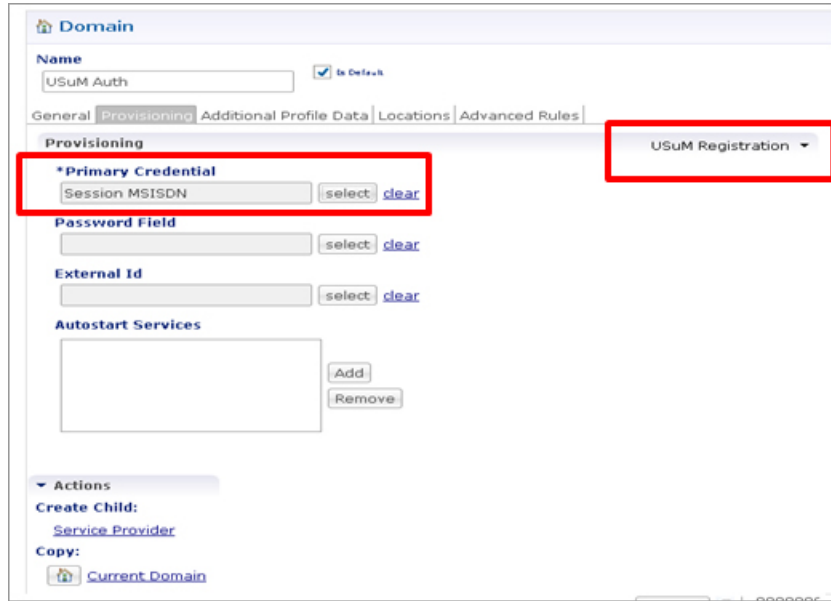 Domain
Name
USuM Auth
Is Default
General Provisioning Additional Profile Data Locations Advanced Rules
Provisioning
USuM Registration
*Primary Credential
Session MSISDN select clear
Password Field
select clear
External Id
select clear
Autostart Services
Add
Remove
Actions
Create Child:
Service Provider
Copy:
Current Domain